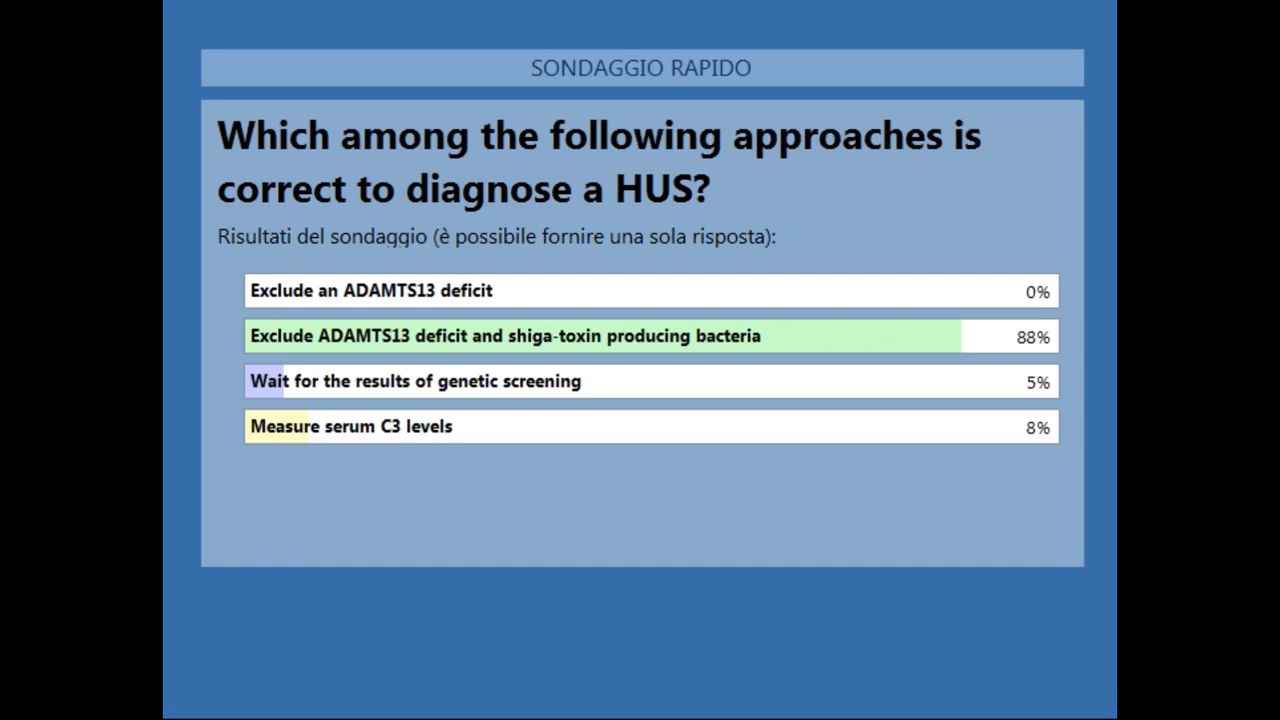 SONDAGGIO RAPIDO
Which among the following approaches is
correct to diagnose a HUS?
Risultati del sondaggio (è possibile fornire una sola risposta):
Exclude an ADAMTS13 deficit 0%
Exclude ADAMTS13 deficit and shiga-toxin producing bacteria 88%
Wait for the results of genetic screening 5%
Measure serum C3 levels 8%